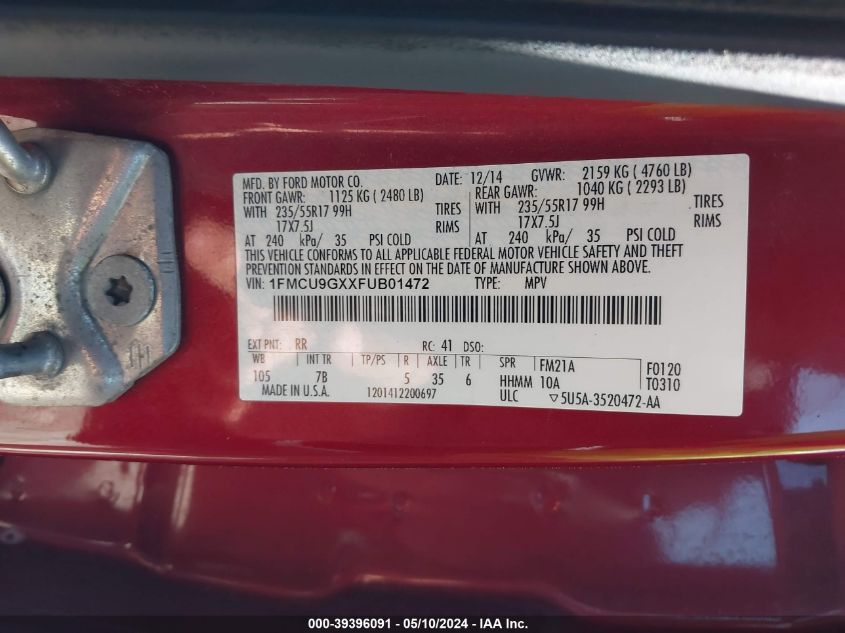 MFD. BY FORD MOTOR CO. DATE: 12/14 GVWR: 2159 KG ( 4760 LB)
FRONT GAWR: 1125 KG ( 2480 LB) REAR GAWR: 1040 KG ( 2293 LB)
WITH 235/55R17 99H TIRES WITH 235/55R17 99H TIRES
17X7.5J RIMS 17X7.5J RIMS
AT 240 kPa/ 35 PSI COLD AT 240 kPa/ 35 PSI COLD
THIS VEHICLE CONFORMS TO ALL APPLICABLE FEDERAL MOTOR VEHICLE SAFETY AND THEFT
PREVENTION STANDARDS IN EFFECT ON THE DATE OF MANUFACTURE SHOWN ABOVE.
VIN: 1FMCU9GXXFUB01472 TYPE: MPV
EXT PNT: RR RC: 41 DSO:
WB INT TR TP/PS R AXLE TR SPR FM21A F0120
105 7B 5 35 6 HHMM 10A T0310
MADE IN U.S.A. 1201412200697 ULC ▽5U5A-3520472-AA
000-39396091 — 05/10/2024 — IAA Inc.